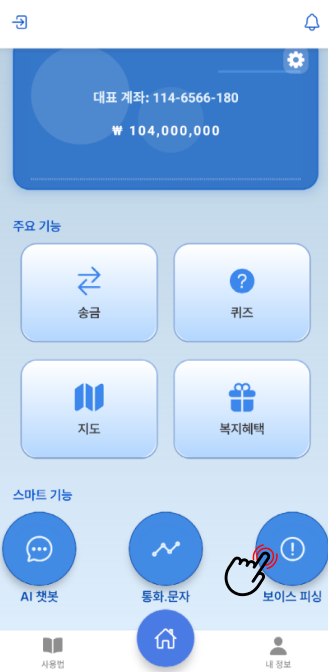 대표 계좌: 114-6566-180
₩ 104,000,000
주요 기능
송금
퀴즈
지도
복지혜택
스마트 기능
AI 챗봇
통화.문자
보이스 피싱
사용법
내 정보